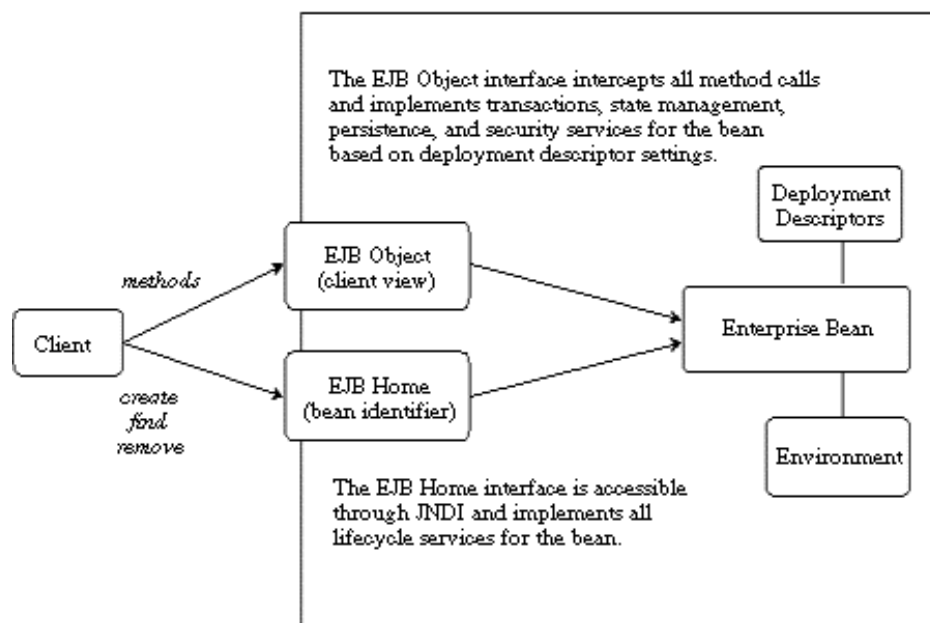 The EJB Object interface intercepts all method calls
and implements transactions, state management,
persistence, and security services for the bean
based on deployment descriptor settings.
Deployment
Descriptors
EJB Object
(client view)
methods
Enterprise Bean
Client
EJB Home
(bean identifier)
create
find
remove
Environment
The EJB Home interface is accessible
through JNDI and implements all
lifecycle services for the bean.